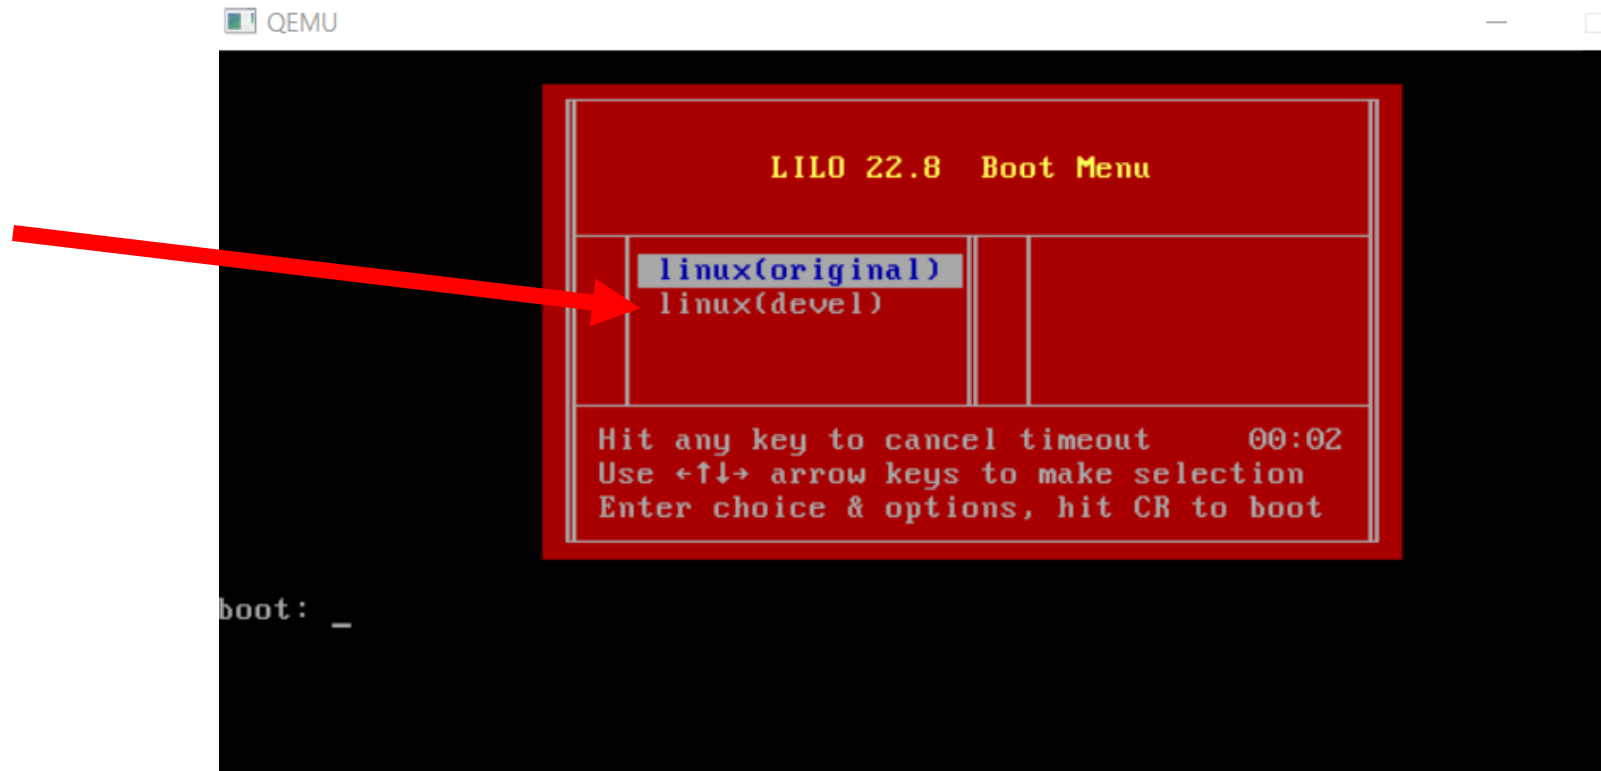 QEMU
LILO 22.8 Boot Menu
linux(original)
linux(devel)
Hit any key to cancel timeout 00:02
Use ←↑↓→ arrow keys to make selection
Enter choice & options, hit CR to boot
boot: _